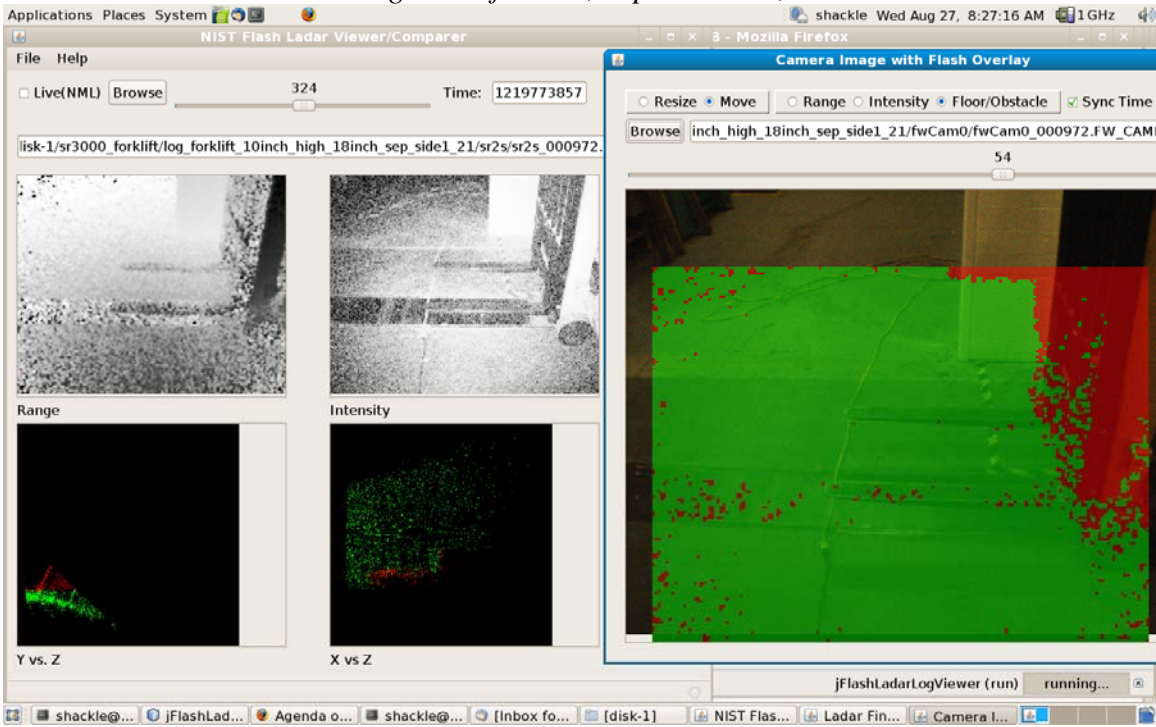 Applications Places System
shackle Wed Aug 27, 8:27:16 AM
1 GHz
NIST Flash Ladar Viewer/Comparer
- Mozilla Firefox
File Help
Camera Image with Flash Overlay
Live(NML) Browse
324
Time: 1219773857
Resize Move
Range Intensity Floor/Obstacle
Sync Time
Browse
inch_high_18inch_sep_side1_21/fwCam0/fwCam0_000972.FW_CAM
lisk-1/sr3000_forklift/log_forklift_10inch_high_18inch_sep_side1_21/sr2s/sr2s_000972.
54
Range
Intensity
Y vs. Z
X vs Z
jFlashLadarLogViewer (run)
running...
shackle@...
jFlashLad...
Agenda o...
shackle@...
[Inbox fo...
[disk-1]
NIST Flas...
Ladar Fin...
Camera I...